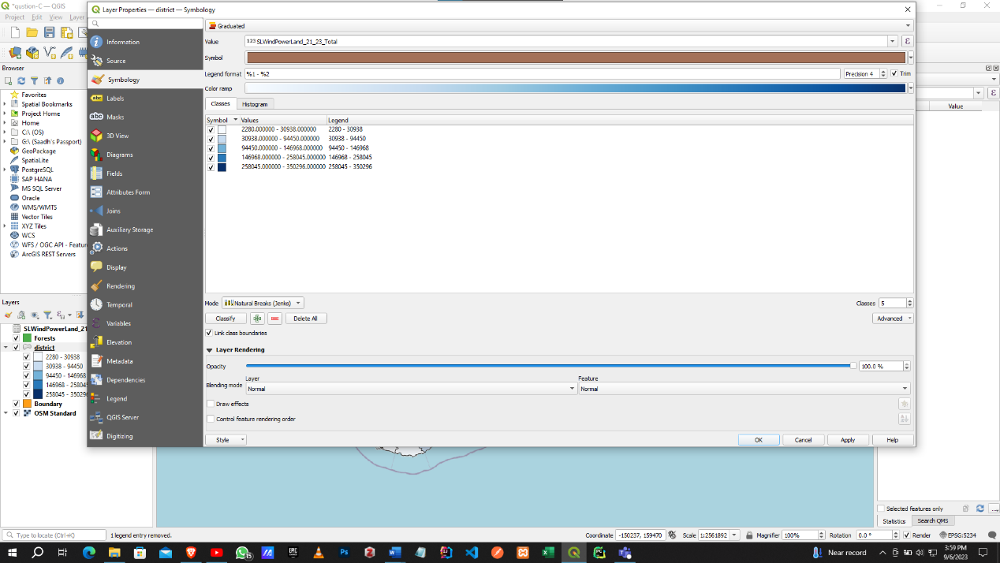 *qustion-C — QGIS
Project Edit View Layer
Browser
Favorites
Spatial Bookmarks
Project Home
Home
C:\ (OS)
G:\ (Saadh's Passport)
GeoPackage
SpatiaLite
PostgreSQL
SAP HANA
MS SQL Server
Oracle
WMS/WMTS
Vector Tiles
XYZ Tiles
WCS
WFS / OGC API - Featur
ArcGIS REST Servers
Layers
SLWindPowerLand_21
Forests
district
2280 - 30938
30938 - 94450
94450 - 146968
146968 - 25804
258045 - 350296
Boundary
OSM Standard
Layer Properties — district — Symbology
Information
Source
Symbology
Labels
Masks
3D View
Diagrams
Fields
Attributes Form
Joins
Auxiliary Storage
Actions
Display
Rendering
Temporal
Variables
Elevation
Metadata
Dependencies
Legend
QGIS Server
Digitizing
Graduated
Value 123 SLWindPowerLand_21_23_Total ε
Symbol
Legend format %1 - %2 Precision 4 Trim
Color ramp
Classes Histogram
Symbol Values Legend
2280.000000 - 30938.000000 2280 - 30938
30938.000000 - 94450.000000 30938 - 94450
94450.000000 - 146968.000000 94450 - 146968
146968.000000 - 258045.000000 146968 - 258045
258045.000000 - 350296.000000 258045 - 350296
Mode Natural Breaks (Jenks) Classes 5
Classify Delete All Advanced
Link class boundaries
Layer Rendering
Opacity 100.0 %
Layer Feature
Blending mode Normal Normal
Draw effects
Control feature rendering order
Style OK Cancel Apply Help
Value
Selected features only
Statistics Search QMS
Type to locate (Ctrl+K) 1 legend entry removed. Coordinate -150237, 159470 Scale 1:2561892 Magnifier 100% Rotation 0.0 ° Render EPSG:5234
15
Near record
3:59 PM
9/6/2023